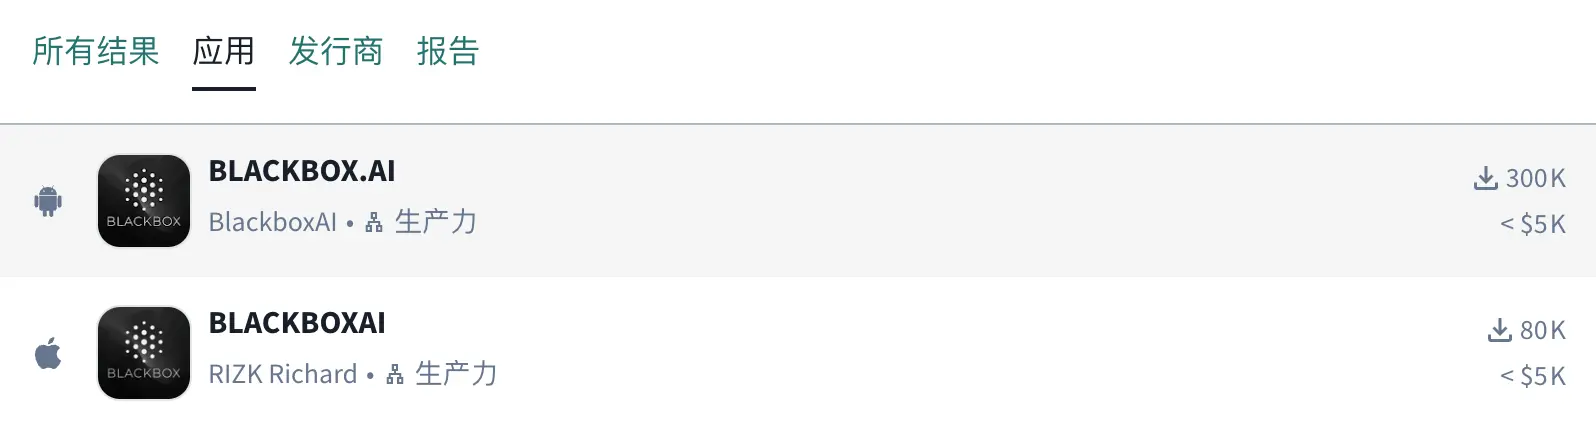 所有结果 应用 发行商 报告
BLACKBOX
BLACKBOX.AI
BlackboxAI • 生产力
300K
< $5K
BLACKBOX
BLACKBOXAI
RIZK Richard • 生产力
80K
< $5K